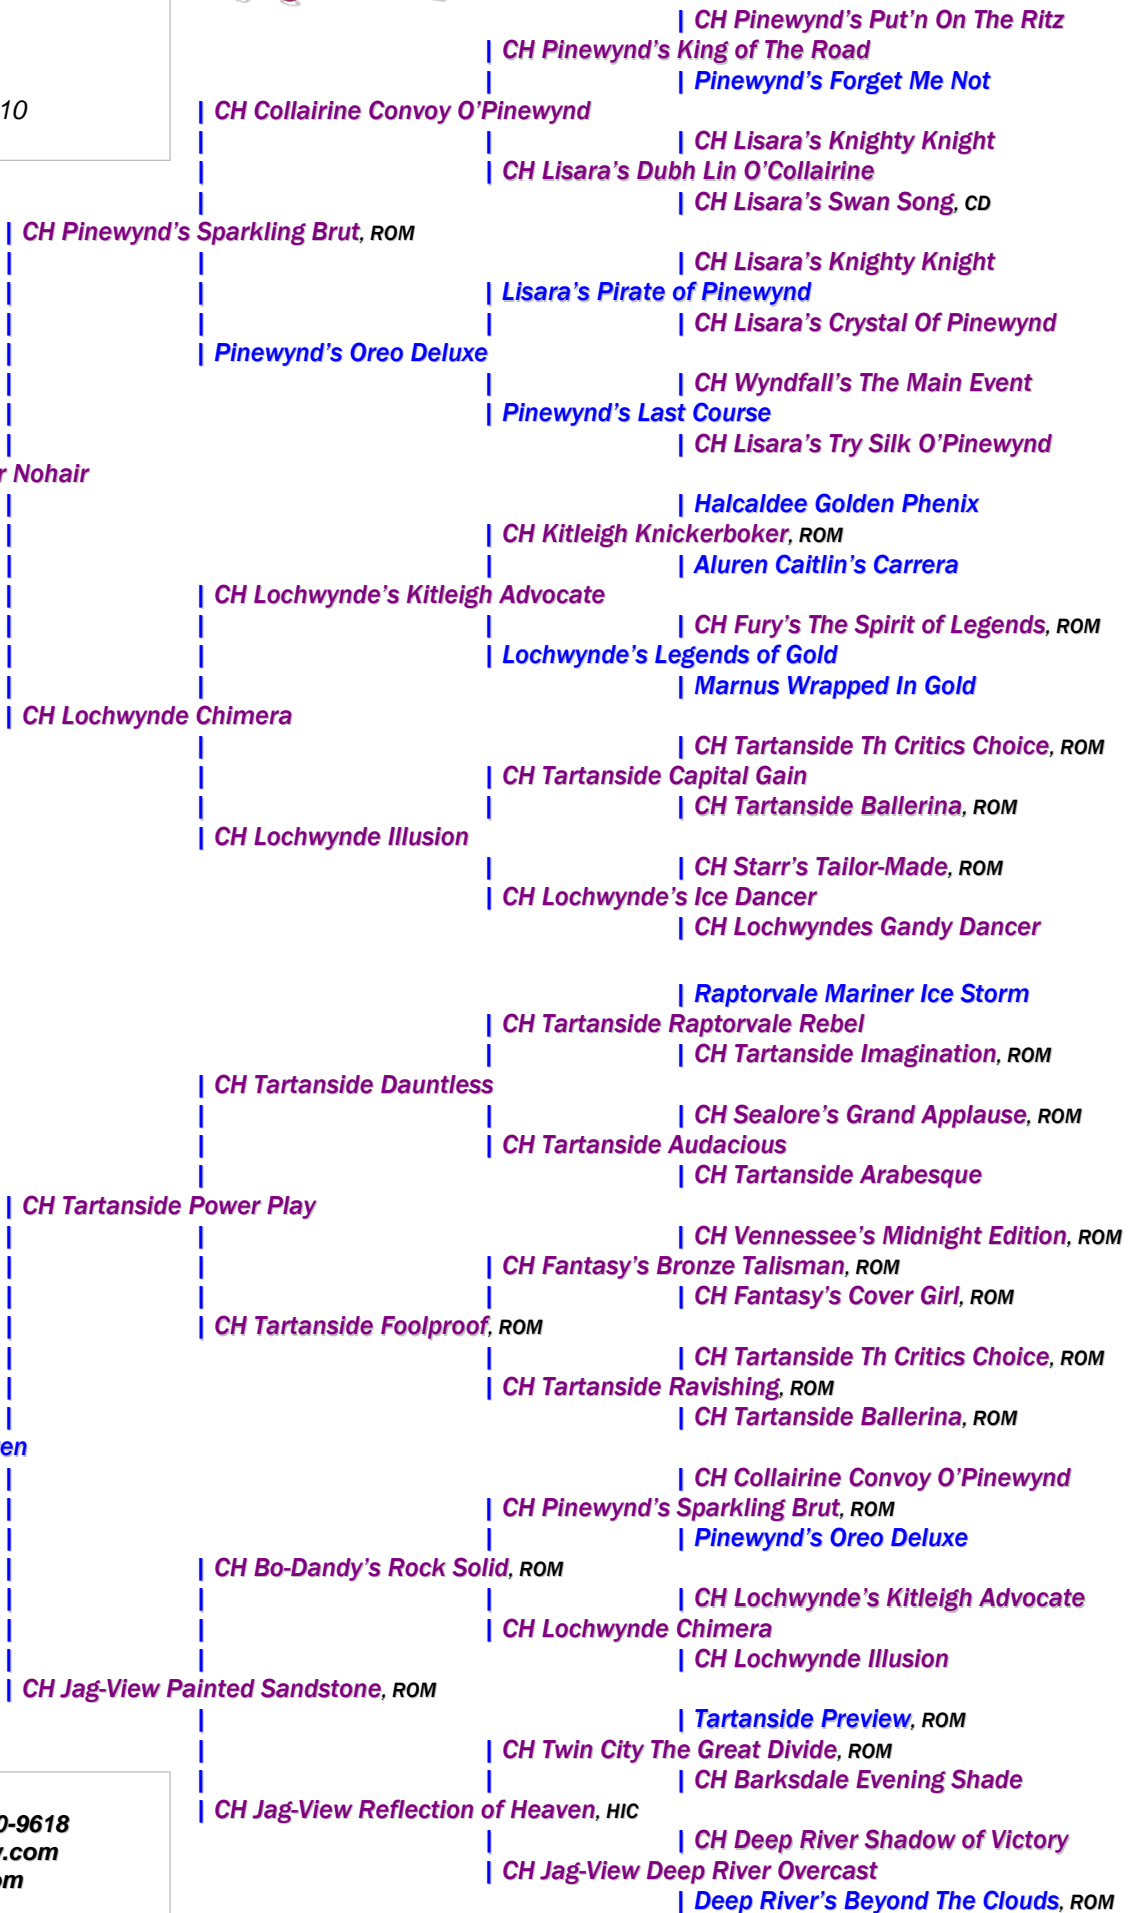 | CH Pinewynd's Put'n On The Ritz
| CH Pinewynd's King of The Road
| Pinewynd's Forget Me Not
10
| CH Collairine Convoy O'Pinewynd
| CH Lisara's Knighty Knight
| CH Lisara's Dubh Lin O'Collairine
| CH Lisara's Swan Song, CD
| CH Pinewynd's Sparkling Brut, ROM
| CH Lisara's Knighty Knight
| Lisara's Pirate of Pinewynd
| CH Lisara's Crystal Of Pinewynd
| Pinewynd's Oreo Deluxe
| CH Wyndfall's The Main Event
| Pinewynd's Last Course
| CH Lisara's Try Silk O'Pinewynd
r Nohair
| Halcaldee Golden Phenix
| CH Kitleigh Knickerboker, ROM
| Aluren Caitlin's Carrera
| CH Lochwynde's Kitleigh Advocate
| CH Fury's The Spirit of Legends, ROM
| Lochwynde's Legends of Gold
| Marnus Wrapped In Gold
| CH Lochwynde Chimera
| CH Tartanside Th Critics Choice, ROM
| CH Tartanside Capital Gain
| CH Tartanside Ballerina, ROM
| CH Lochwynde Illusion
| CH Starr's Tailor-Made, ROM
| CH Lochwynde's Ice Dancer
| CH Lochwyndes Gandy Dancer
| Raptorvale Mariner Ice Storm
| CH Tartanside Raptorvale Rebel
| CH Tartanside Imagination, ROM
| CH Tartanside Dauntless
| CH Sealore's Grand Applause, ROM
| CH Tartanside Audacious
| CH Tartanside Arabesque
| CH Tartanside Power Play
| CH Vennessee's Midnight Edition, ROM
| CH Fantasy's Bronze Talisman, ROM
| CH Fantasy's Cover Girl, ROM
| CH Tartanside Foolproof, ROM
| CH Tartanside Th Critics Choice, ROM
| CH Tartanside Ravishing, ROM
| CH Tartanside Ballerina, ROM
en
| CH Collairine Convoy O'Pinewynd
| CH Pinewynd's Sparkling Brut, ROM
| Pinewynd's Oreo Deluxe
| CH Bo-Dandy's Rock Solid, ROM
| CH Lochwynde's Kitleigh Advocate
| CH Lochwynde Chimera
| CH Lochwynde Illusion
| CH Jag-View Painted Sandstone, ROM
| Tartanside Preview, ROM
| CH Twin City The Great Divide, ROM
| CH Barksdale Evening Shade
| CH Jag-View Reflection of Heaven, HIC
0-9618
| CH Deep River Shadow of Victory
.com
| CH Jag-View Deep River Overcast
om
| Deep River's Beyond The Clouds, ROM